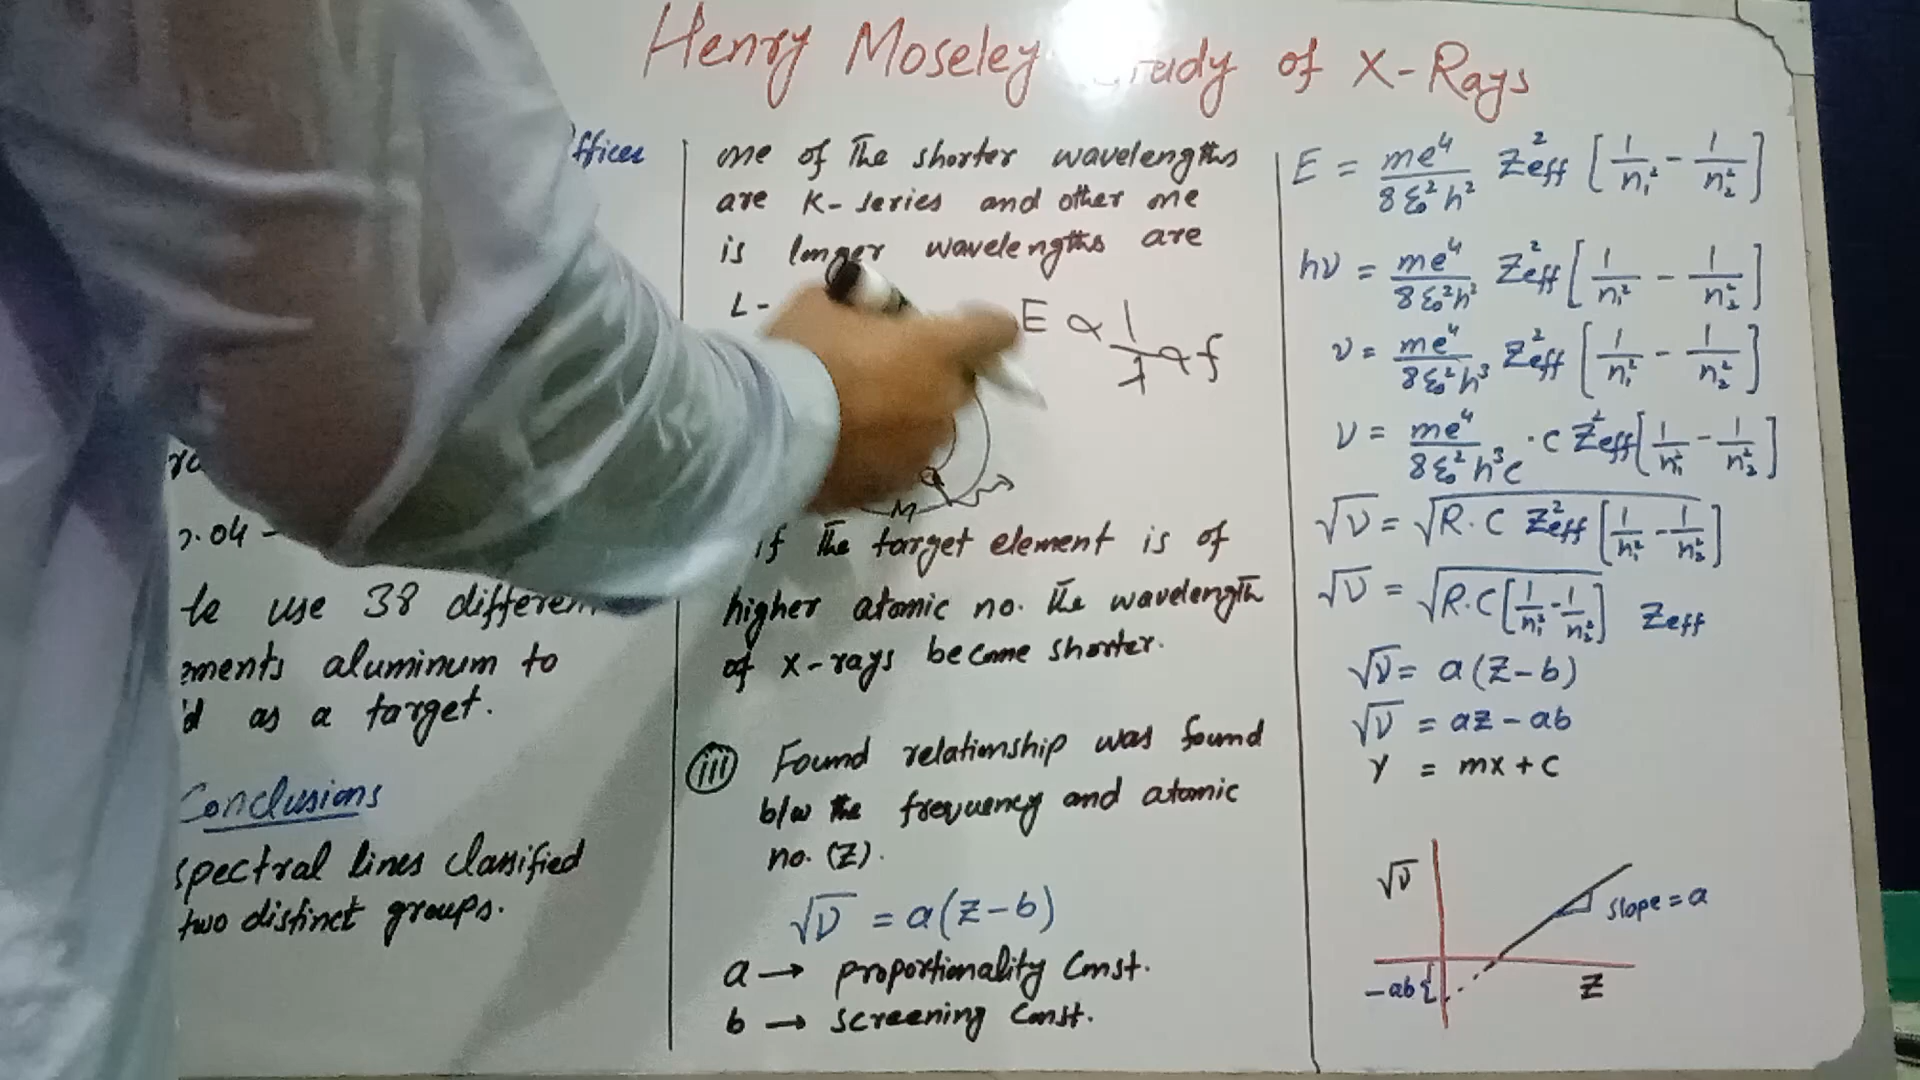 Henry Moseley Study of X-Rays
04 -
use 38 different
aluminum to
as a target.
Conclusions
spectral lines classified
two distinct groups.
one of the shorter wavelengths
are K-series and other one
is longer wavelengths are
L-
E ∝ 1/λ ∝ f
M
if the target element is of
higher atomic no. the wavelength
of x-rays become shorter.
(iii) Found relationship was found
b/w the frequency and atomic
no. (Z).
√ν = a(Z-b)
a → proportionality Const.
b → screening Const.
E = me⁴/8ε₀²h² Z²eff [1/n₁² - 1/n₂²]
hν = me⁴/8ε₀²h² Z²eff [1/n₁² - 1/n₂²]
ν = me⁴/8ε₀²h³ Z²eff [1/n₁² - 1/n₂²]
ν = me⁴/8ε₀²h³c · c Z²eff [1/n₁² - 1/n₂²]
√ν = √R.C Z²eff [1/n₁² - 1/n₂²]
√ν = √R.C [1/n₁² - 1/n₂²] Zeff
√ν = a(Z-b)
√ν = aZ - ab
Y = mx + c
√ν
slope = a
-ab{
Z